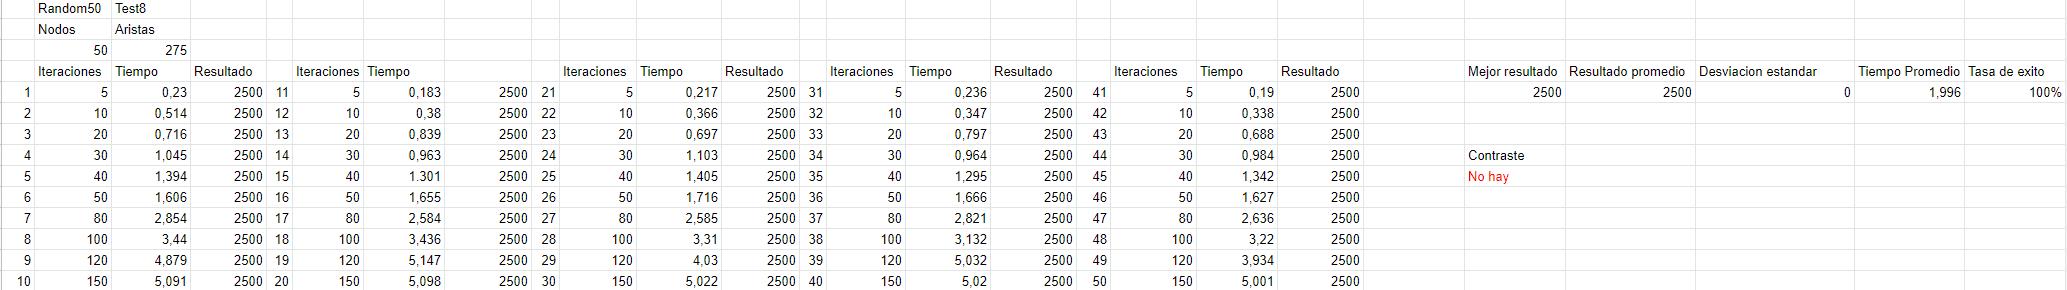 Random50 Test8
Nodos Aristas
50 275
Iteraciones Tiempo Resultado Iteraciones Tiempo Iteraciones Tiempo Resultado Iteraciones Tiempo Resultado Iteraciones Tiempo Resultado Mejor resultado Resultado promedio Desviacion estandar Tiempo Promedio Tasa de exito
1 5 0,23 2500 11 5 0,183 2500 21 5 0,217 2500 31 5 0,236 2500 41 5 0,19 2500 2500 2500 0 1,996 100%
2 10 0,514 2500 12 10 0,38 2500 22 10 0,366 2500 32 10 0,347 2500 42 10 0,338 2500
3 20 0,716 2500 13 20 0,839 2500 23 20 0,697 2500 33 20 0,797 2500 43 20 0,688 2500
4 30 1,045 2500 14 30 0,963 2500 24 30 1,103 2500 34 30 0,964 2500 44 30 0,984 2500 Contraste
5 40 1,394 2500 15 40 1.301 2500 25 40 1,405 2500 35 40 1,295 2500 45 40 1,342 2500 No hay
6 50 1,606 2500 16 50 1,655 2500 26 50 1,716 2500 36 50 1,666 2500 46 50 1,627 2500
7 80 2,854 2500 17 80 2,584 2500 27 80 2,585 2500 37 80 2,821 2500 47 80 2,636 2500
8 100 3,44 2500 18 100 3,436 2500 28 100 3,31 2500 38 100 3,132 2500 48 100 3,22 2500
9 120 4,879 2500 19 120 5,147 2500 29 120 4,03 2500 39 120 5,032 2500 49 120 3,934 2500
10 150 5,091 2500 20 150 5,098 2500 30 150 5,022 2500 40 150 5,02 2500 50 150 5,001 2500